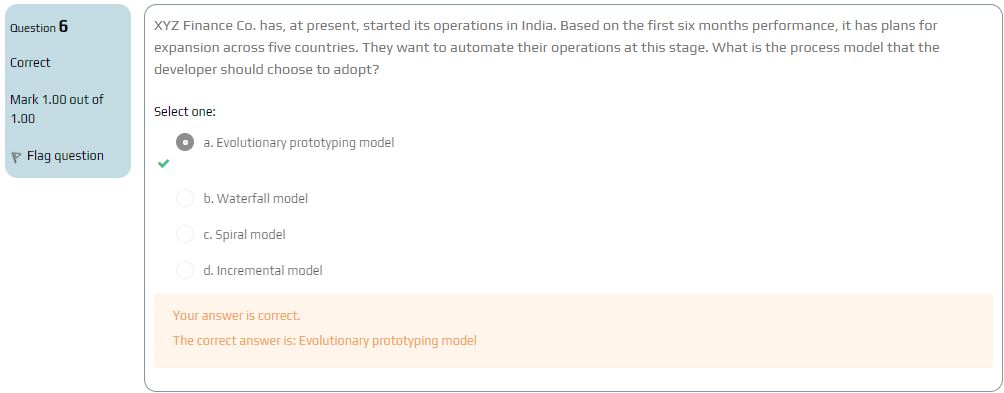 Question 6
Correct
Mark 1.00 out of
1.00
Flag question
XYZ Finance Co. has, at present, started its operations in India. Based on the first six months performance, it has plans for
expansion across five countries. They want to automate their operations at this stage. What is the process model that the
developer should choose to adopt?
Select one:
a. Evolutionary prototyping model
b. Waterfall model
c. Spiral model
d. Incremental model
Your answer is correct.
The correct answer is: Evolutionary prototyping model